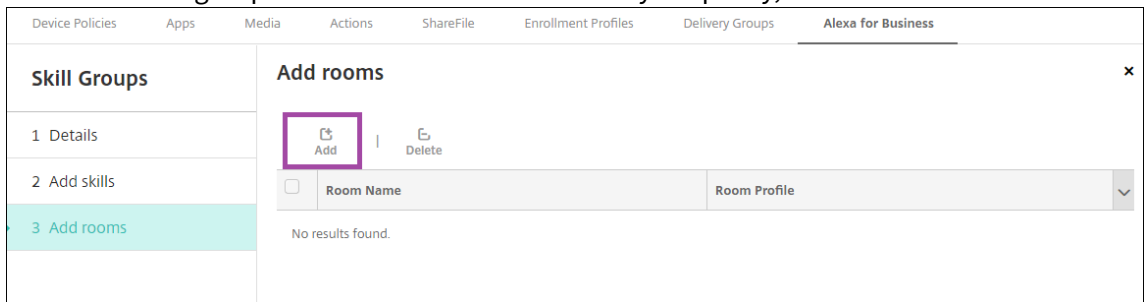 Device Policies Apps Media Actions ShareFile Enrollment Profiles Delivery Groups Alexa for Business
Skill Groups
1 Details
2 Add skills
3 Add rooms
Add rooms ×
Add | Delete
Room Name Room Profile
No results found.